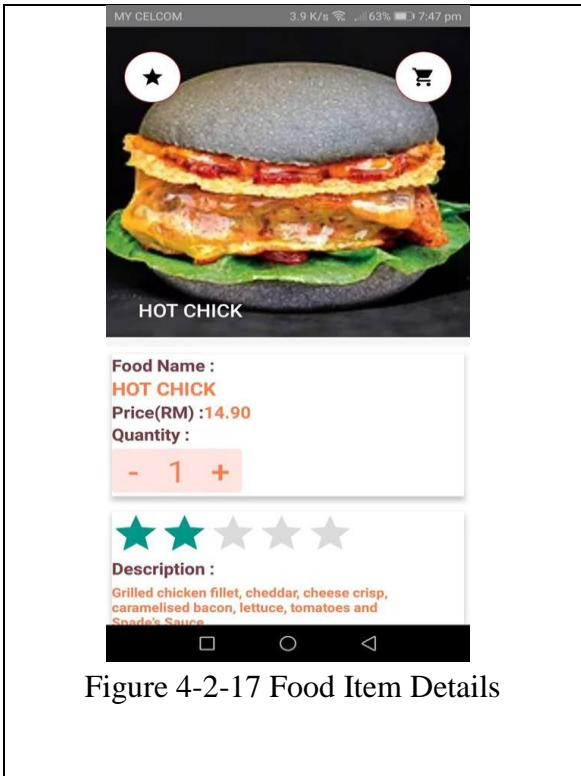 MY CELCOM 3.9 K/s 63% 7:47 pm
HOT CHICK
Food Name :
HOT CHICK
Price(RM) :14.90
Quantity :
- 1 +
Description :
Grilled chicken fillet, cheddar, cheese crisp,
caramelised bacon, lettuce, tomatoes and
Spade's Sauce
Figure 4-2-17 Food Item Details